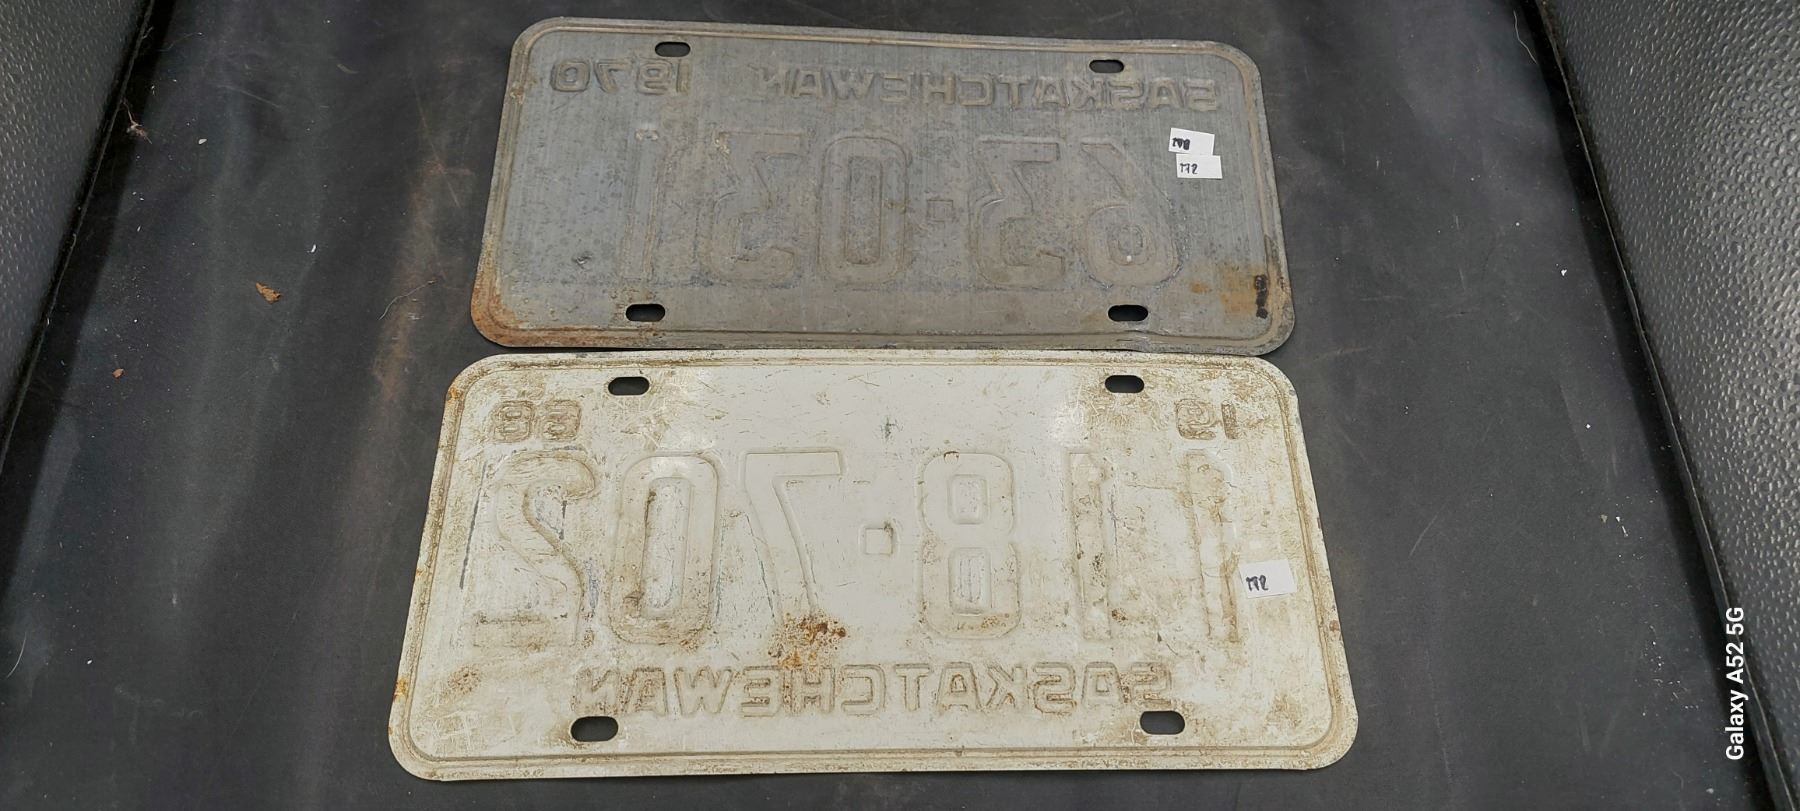 SASKATCHEWAN 1970
63·031
19 68
118·702
SASKATCHEWAN
Galaxy A52 5G